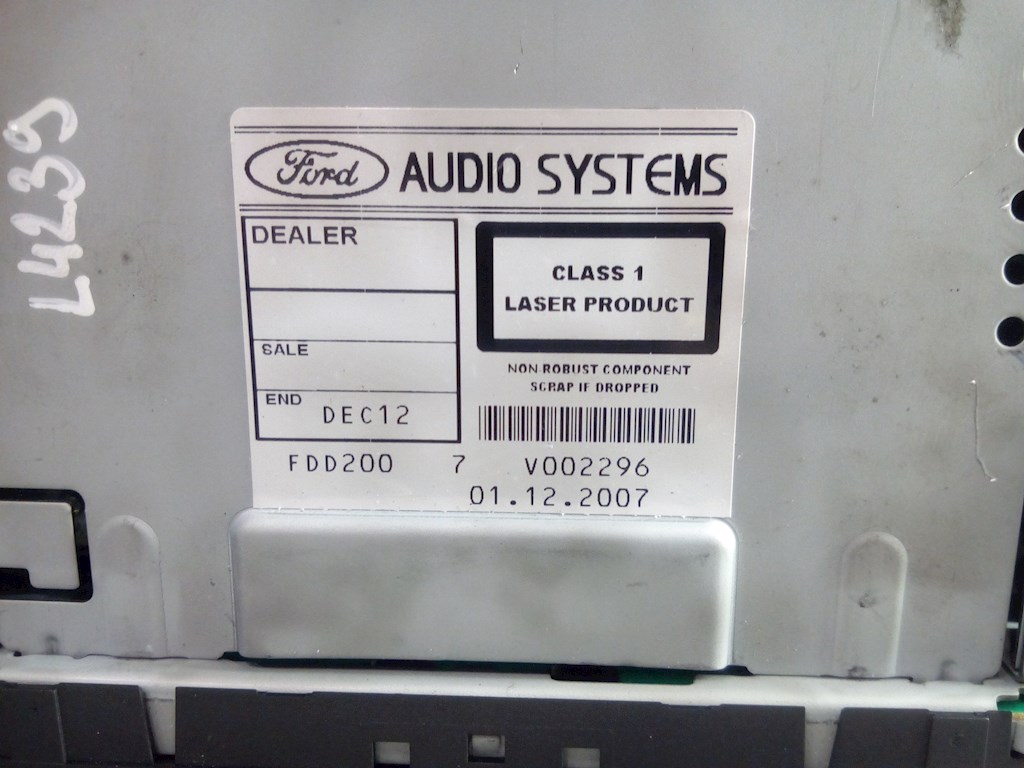 L4239
Ford AUDIO SYSTEMS
DEALER
CLASS 1
LASER PRODUCT
SALE
NON ROBUST COMPONENT
SCRAP IF DROPPED
END DEC12
FDD200 7 V002296
01.12.2007